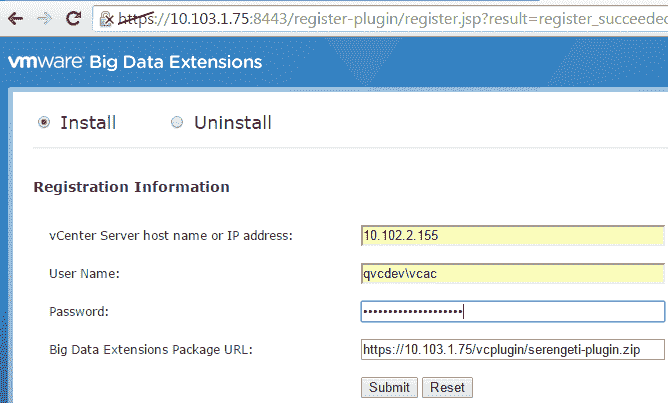 https://10.103.1.75:8443/register-plugin/register.jsp?result=register_succeeded
vmware Big Data Extensions
Install Uninstall
Registration Information
vCenter Server host name or IP address: 10.102.2.155
User Name: qvcdev\vcac
Password: ••••••••••••••••••••
Big Data Extensions Package URL: https://10.103.1.75/vcplugin/serengeti-plugin.zip
Submit Reset